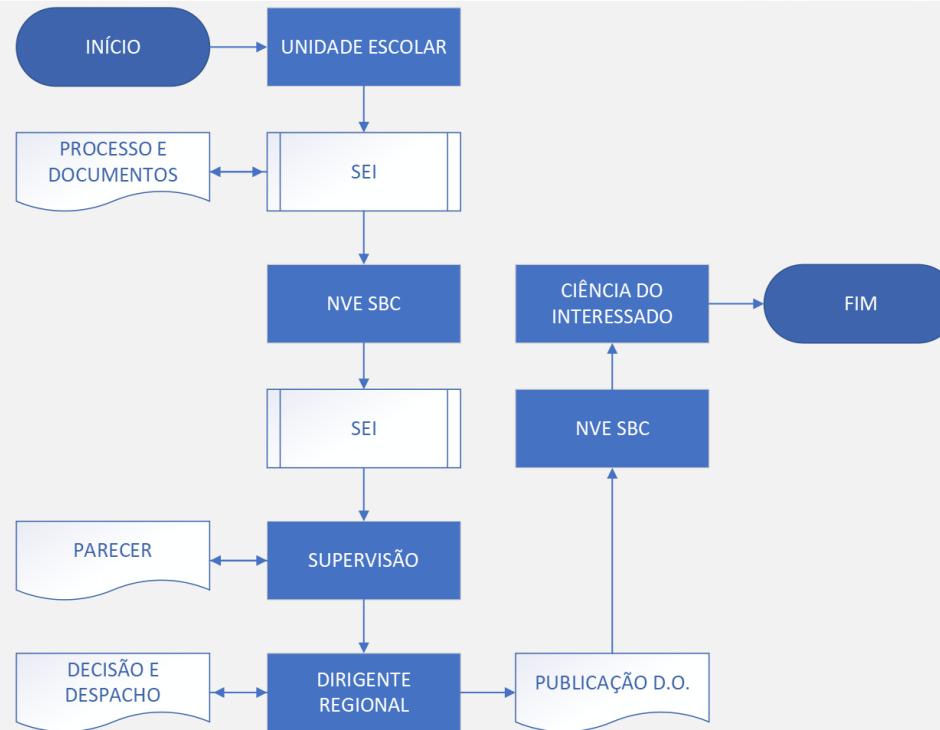 INÍCIO
UNIDADE ESCOLAR
PROCESSO E
DOCUMENTOS
SEI
NVE SBC
SEI
PARECER
SUPERVISÃO
DECISÃO E
DESPACHO
DIRIGENTE
REGIONAL
PUBLICAÇÃO D.O.
NVE SBC
CIÊNCIA DO
INTERESSADO
FIM